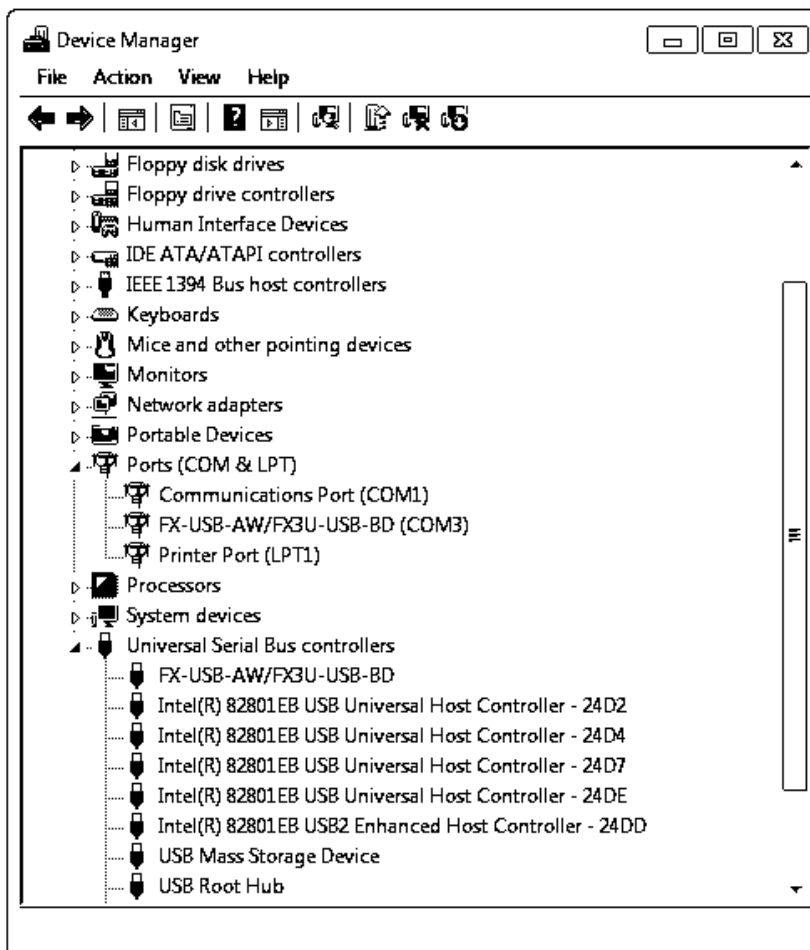 Device Manager
File Action View Help
Floppy disk drives
Floppy drive controllers
Human Interface Devices
IDE ATA/ATAPI controllers
IEEE 1394 Bus host controllers
Keyboards
Mice and other pointing devices
Monitors
Network adapters
Portable Devices
Ports (COM & LPT)
Communications Port (COM1)
FX-USB-AW/FX3U-USB-BD (COM3)
Printer Port (LPT1)
Processors
System devices
Universal Serial Bus controllers
FX-USB-AW/FX3U-USB-BD
Intel(R) 82801EB USB Universal Host Controller - 24D2
Intel(R) 82801EB USB Universal Host Controller - 24D4
Intel(R) 82801EB USB Universal Host Controller - 24D7
Intel(R) 82801EB USB Universal Host Controller - 24DE
Intel(R) 82801EB USB2 Enhanced Host Controller - 24DD
USB Mass Storage Device
USB Root Hub